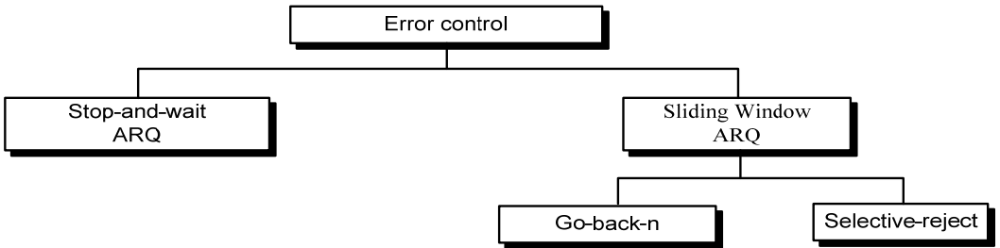 Error control
Stop-and-wait
ARQ
Sliding Window
ARQ
Go-back-n
Selective-reject